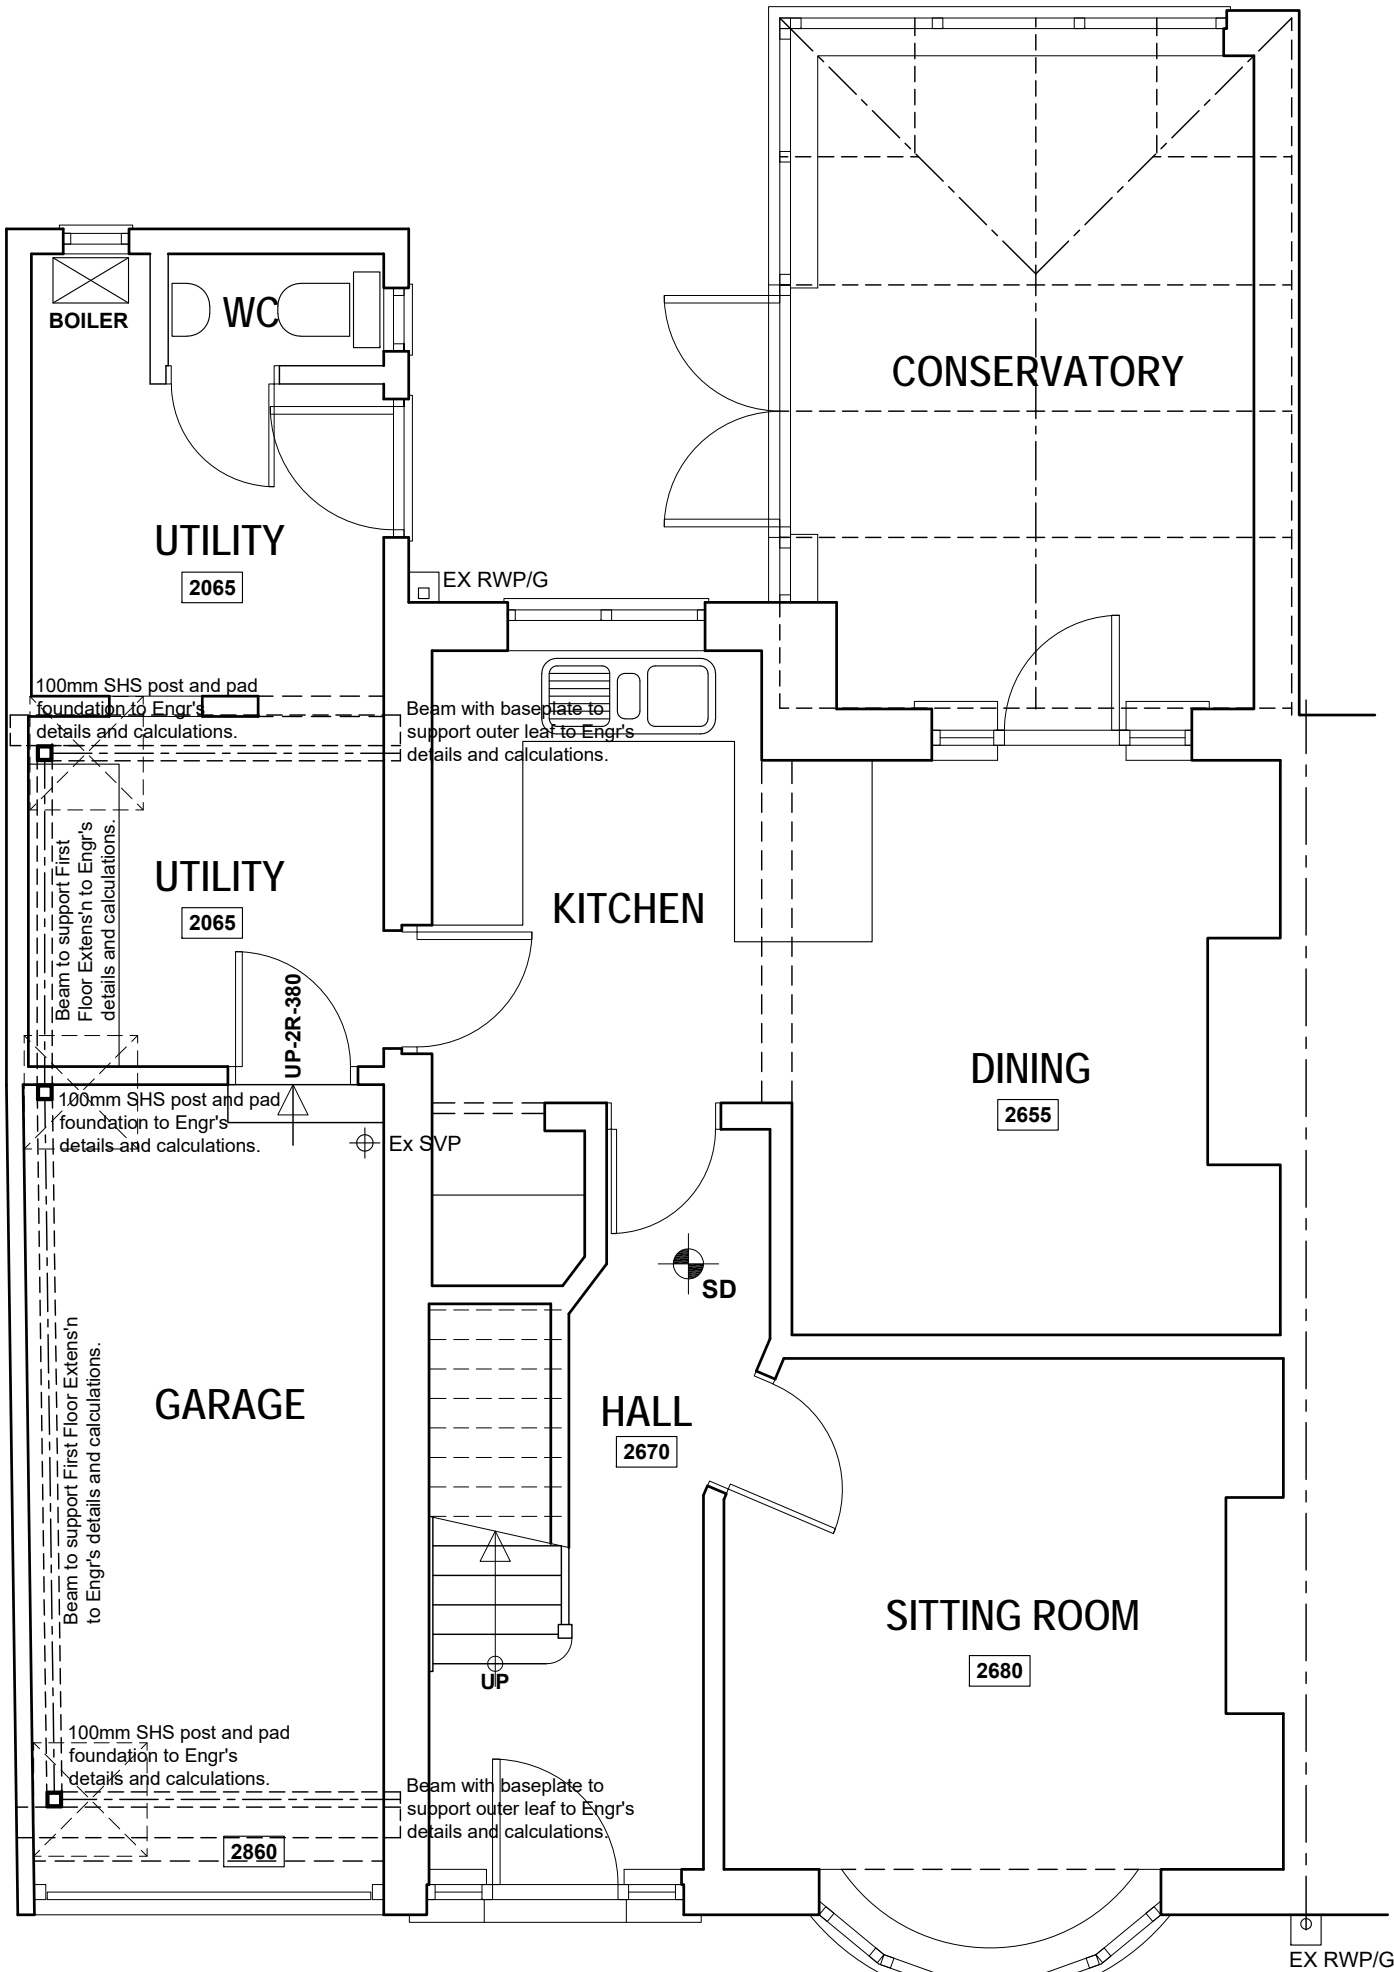 WC
BOILER
CONSERVATORY
UTILITY
2065
EX RWP/G
100mm SHS post and pad
foundation to Engr's
details and calculations.
Beam with baseplate to
support outer leaf to Engr's
details and calculations.
Beam to support First
Floor Extens'n to Engr's
details and calculations.
UTILITY
2065
KITCHEN
UP-2R-380
DINING
2655
100mm SHS post and pad
foundation to Engr's
details and calculations.
Ex SVP
SD
Beam to support First Floor Extens'n
to Engr's details and calculations.
GARAGE
HALL
2670
SITTING ROOM
2680
UP
100mm SHS post and pad
foundation to Engr's
details and calculations.
Beam with baseplate to
support outer leaf to Engr's
details and calculations.
2860
EX RWP/G